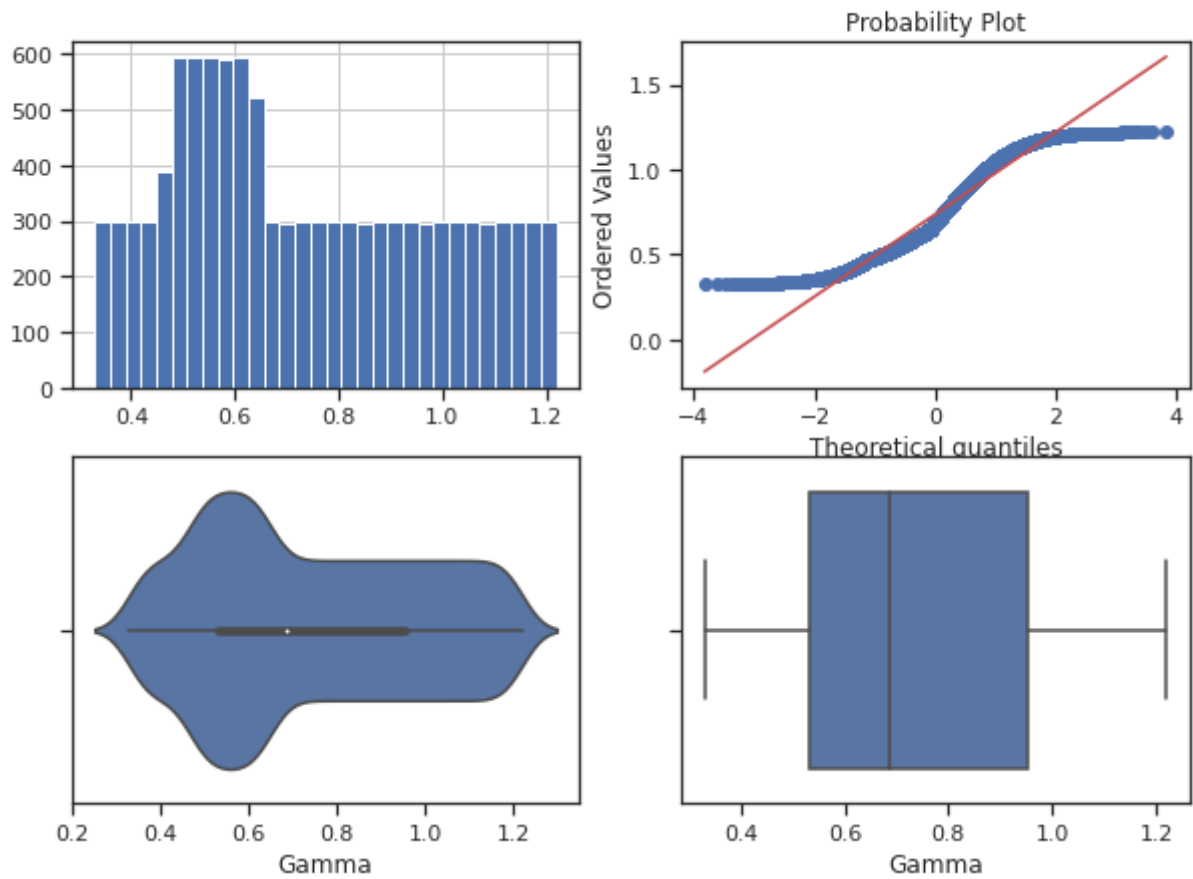 Probability Plot
600
500
400
300
200
100
0
0.4 0.6 0.8 1.0 1.2
Ordered Values
1.5
1.0
0.5
0.0
−4 −2 0 2 4
Theoretical quantiles
0.2 0.4 0.6 0.8 1.0 1.2
Gamma
0.4 0.6 0.8 1.0 1.2
Gamma